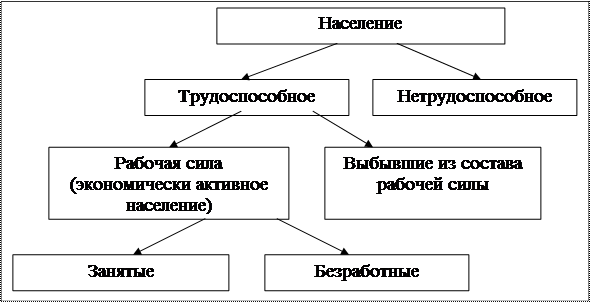 Население
Трудоспособное
Нетрудоспособное
Рабочая сила
(экономически активное
население)
Выбывшие из состава
рабочей силы
Занятые
Безработные